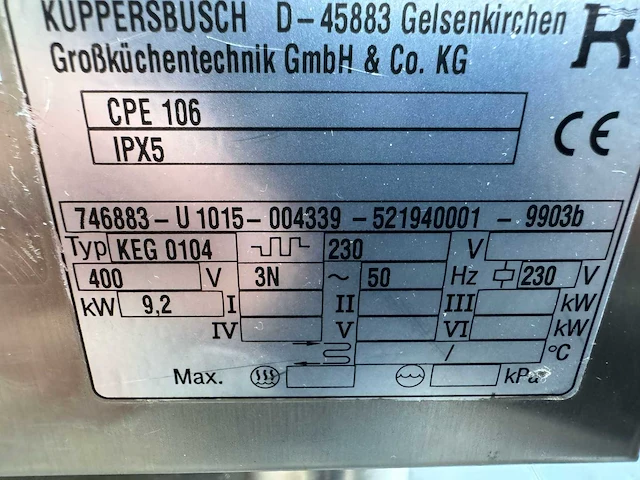 KÜPPERSBUSCH D-45883 Gelsenkirchen
Großküchentechnik GmbH & Co. KG
CPE 106
IPX5
CE
746883-U 1015-004339-521940001-9903b
Typ KEG 0104 230 V
400 V 3N ~ 50 Hz 230 V
kW 9,2 I II III kW
IV V VI kW
/ °C
Max. kPa